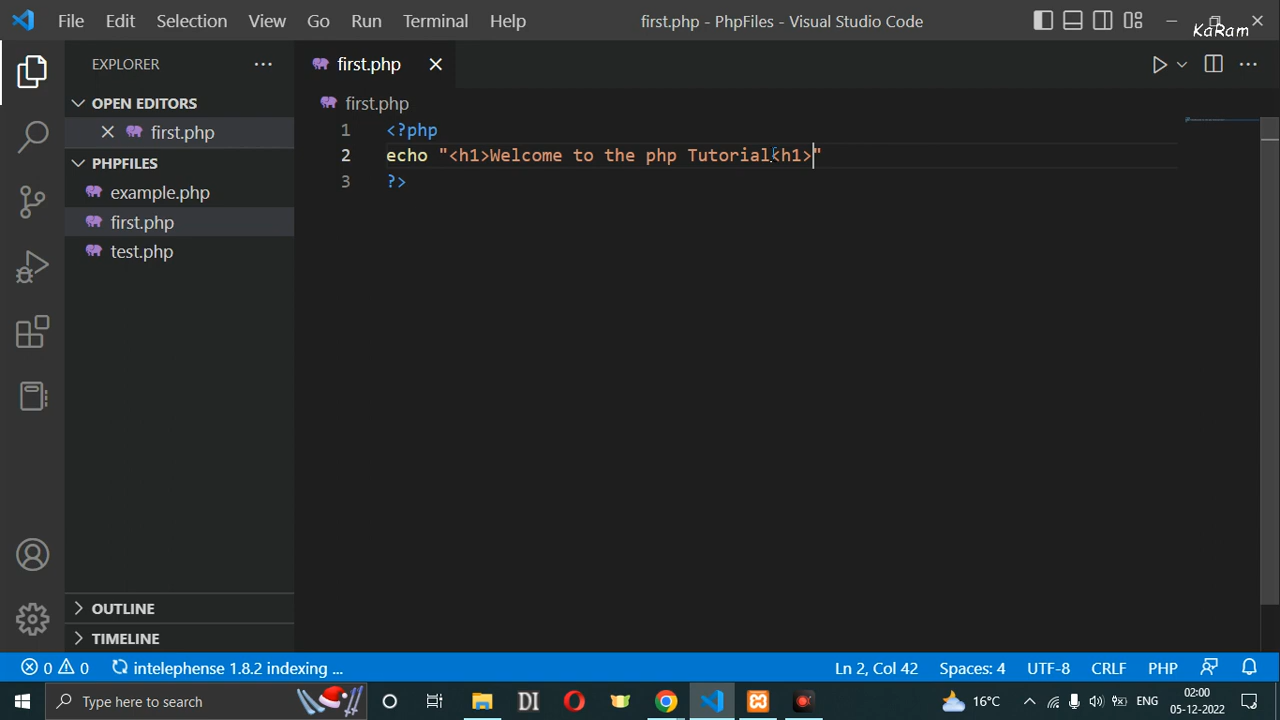 File Edit Selection View Go Run Terminal Help first.php - PhpFiles - Visual Studio Code
KaRam
EXPLORER
first.php
OPEN EDITORS
first.php
first.php
1 <?php
2 echo "<h1>Welcome to the php Tutorial<h1>"
3 ?>
PHPFILES
example.php
first.php
test.php
OUTLINE
TIMELINE
0 0 intelephense 1.8.2 indexing ... Ln 2, Col 42 Spaces: 4 UTF-8 CRLF PHP
Type here to search DI 16°C ENG 02:00
05-12-2022